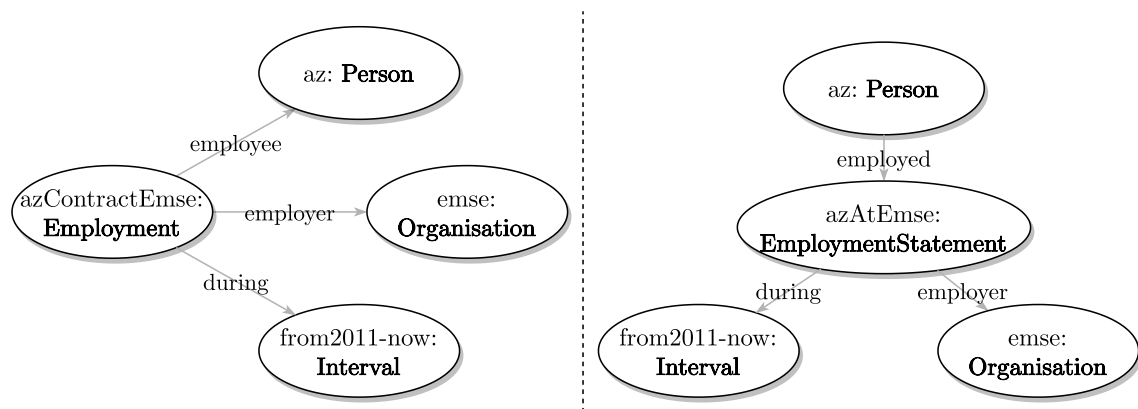 az: Person
employee
azContractEmse:
Employment
employer
emse:
Organisation
during
from2011-now:
Interval
az: Person
employed
azAtEmse:
EmploymentStatement
during
employer
from2011-now:
Interval
emse:
Organisation